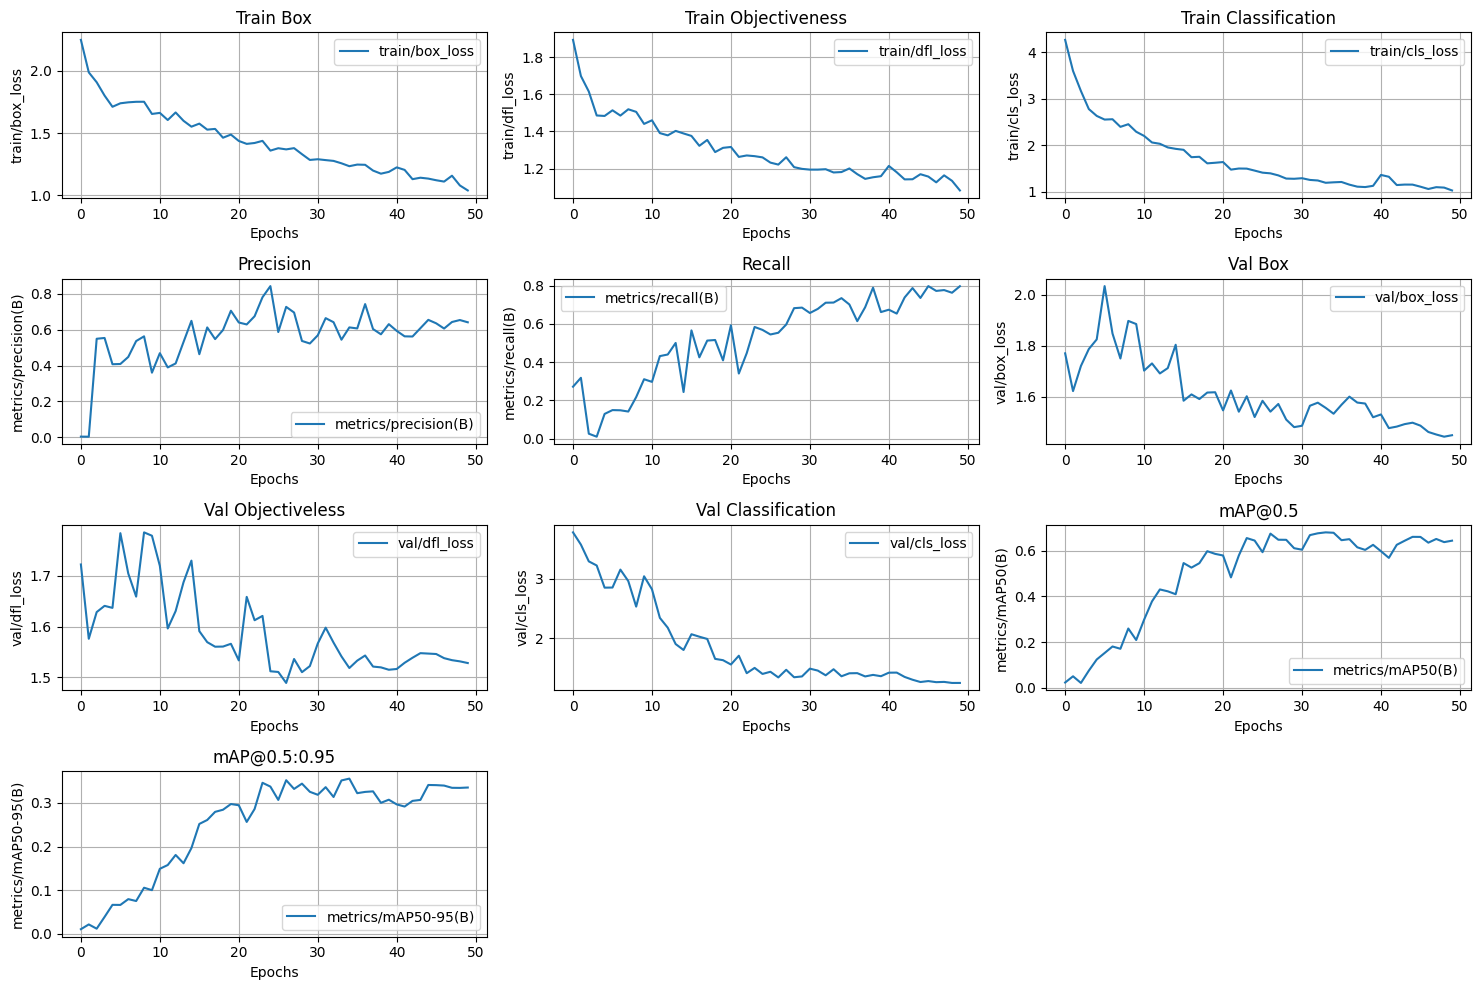 Train Box
train/box_loss
train/box_loss
2.0
1.5
1.0
0 10 20 30 40 50
Epochs
Train Objectiveness
train/dfl_loss
train/dfl_loss
1.8
1.6
1.4
1.2
0 10 20 30 40 50
Epochs
Train Classification
train/cls_loss
train/cls_loss
4
3
2
1
0 10 20 30 40 50
Epochs
Precision
metrics/precision(B)
metrics/precision(B)
0.8
0.6
0.4
0.2
0.0
0 10 20 30 40 50
Epochs
Recall
metrics/recall(B)
metrics/recall(B)
0.8
0.6
0.4
0.2
0.0
0 10 20 30 40 50
Epochs
Val Box
val/box_loss
val/box_loss
2.0
1.8
1.6
0 10 20 30 40 50
Epochs
Val Objectiveless
val/dfl_loss
val/dfl_loss
1.7
1.6
1.5
0 10 20 30 40 50
Epochs
Val Classification
val/cls_loss
val/cls_loss
3
2
0 10 20 30 40 50
Epochs
mAP@0.5
metrics/mAP50(B)
metrics/mAP50(B)
0.6
0.4
0.2
0.0
0 10 20 30 40 50
Epochs
mAP@0.5:0.95
metrics/mAP50-95(B)
metrics/mAP50-95(B)
0.3
0.2
0.1
0.0
0 10 20 30 40 50
Epochs